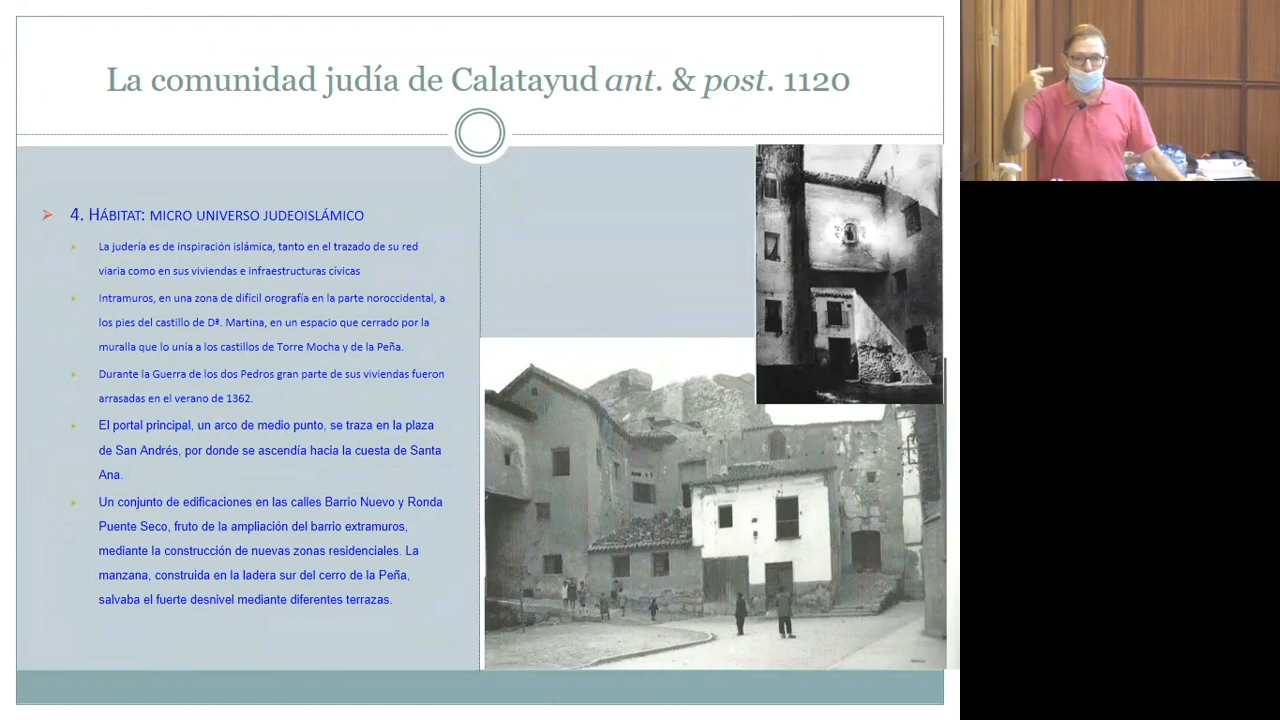 La comunidad judía de Calatayud ant. & post. 1120
4. HÁBITAT: MICRO UNIVERSO JUDEOISLÁMICO
La judería es de inspiración islámica, tanto en el trazado de su red
viaria como en sus viviendas e infraestructuras cívicas
Intramuros, en una zona de difícil orografía en la parte noroccidental, a
los pies del castillo de Dª. Martina, en un espacio que cerrado por la
muralla que lo unía a los castillos de Torre Mocha y de la Peña.
Durante la Guerra de los dos Pedros gran parte de sus viviendas fueron
arrasadas en el verano de 1362.
El portal principal, un arco de medio punto, se traza en la plaza
de San Andrés, por donde se ascendía hacia la cuesta de Santa
Ana.
Un conjunto de edificaciones en las calles Barrio Nuevo y Ronda
Puente Seco, fruto de la ampliación del barrio extramuros,
mediante la construcción de nuevas zonas residenciales. La
manzana, construida en la ladera sur del cerro de la Peña,
salvaba el fuerte desnivel mediante diferentes terrazas.